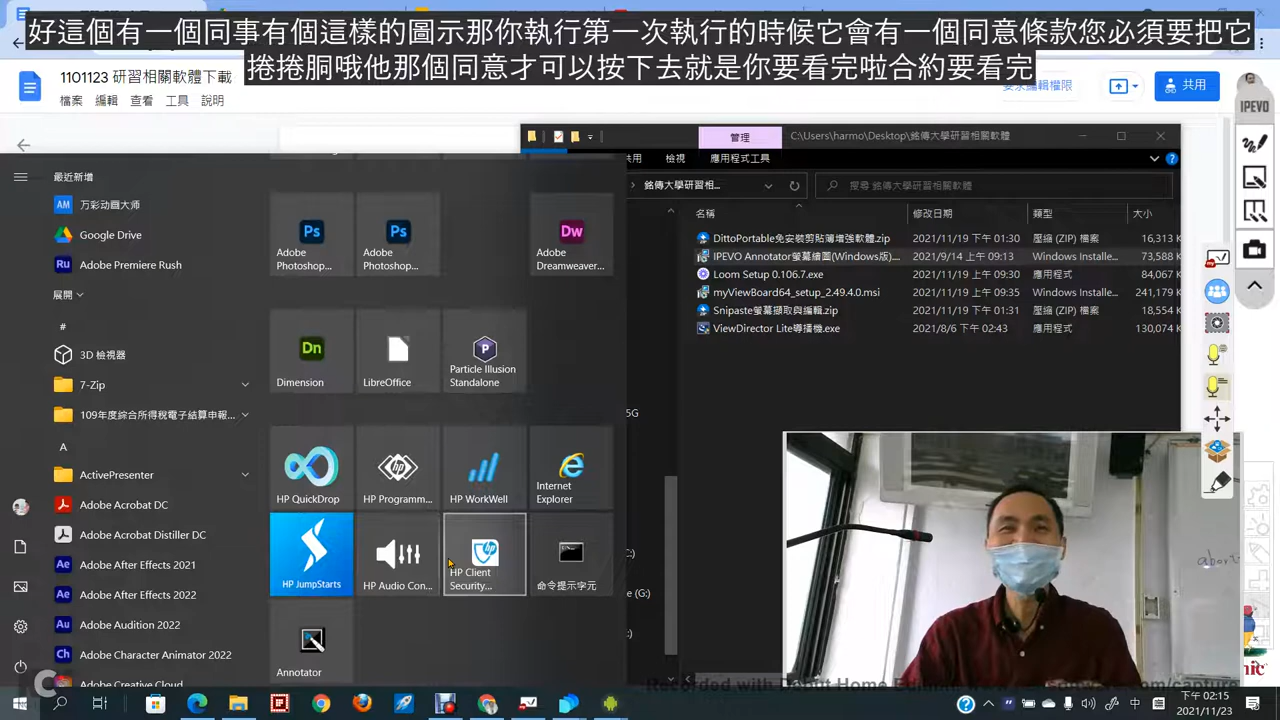 好這個有一個同事有個這樣的圖示那你執行第一次執行的時候它會有一個同意條款您必須要把它
捲捲胴哦他那個同意才可以按下去就是你要看完啦合約要看完
1101123 研習相關軟體下載
檔案 編輯 查看 工具 說明
要求編輯權限
共用
IPEVO
管理
C:\Users\harmo\Desktop\銘傳大學研習相關軟體
共用 檢視 應用程式工具
銘傳大學研習相...
搜尋 銘傳大學研習相關軟體
名稱 修改日期 類型 大小
DittoPortable免安裝剪貼簿增強軟體.zip 2021/11/19 下午 01:30 壓縮 (ZIP) 檔案 16,313 K
IPEVO Annotator螢幕繪圖(Windows版)... 2021/9/14 上午 09:13 Windows Installe... 73,588 K
Loom Setup 0.106.7.exe 2021/11/19 上午 09:30 應用程式 84,067 K
myViewBoard64_setup_2.49.4.0.msi 2021/11/19 上午 09:35 Windows Installe... 241,179 K
Snipaste螢幕擷取與編輯.zip 2021/11/19 下午 01:31 壓縮 (ZIP) 檔案 18,554 K
ViewDirector Lite導播機.exe 2021/8/6 下午 02:43 應用程式 130,074 K
最近新增
万彩动画大师
Google Drive
Adobe Premiere Rush
展開
#
3D 檢視器
7-Zip
109年度綜合所得稅電子結算申報...
A
ActivePresenter
Adobe Acrobat DC
Adobe Acrobat Distiller DC
Adobe After Effects 2021
Adobe After Effects 2022
Adobe Audition 2022
Adobe Character Animator 2022
Adobe Creative Cloud
Adobe Photoshop...
Adobe Photoshop...
Adobe Dreamweaver...
Dimension
LibreOffice
Particle Illusion Standalone
HP QuickDrop
HP Programm...
HP WorkWell
Internet Explorer
HP JumpStarts
HP Audio Con...
HP Client Security...
命令提示字元
Annotator
5G
C:)
e (G:)
下午 02:15
2021/11/23
中